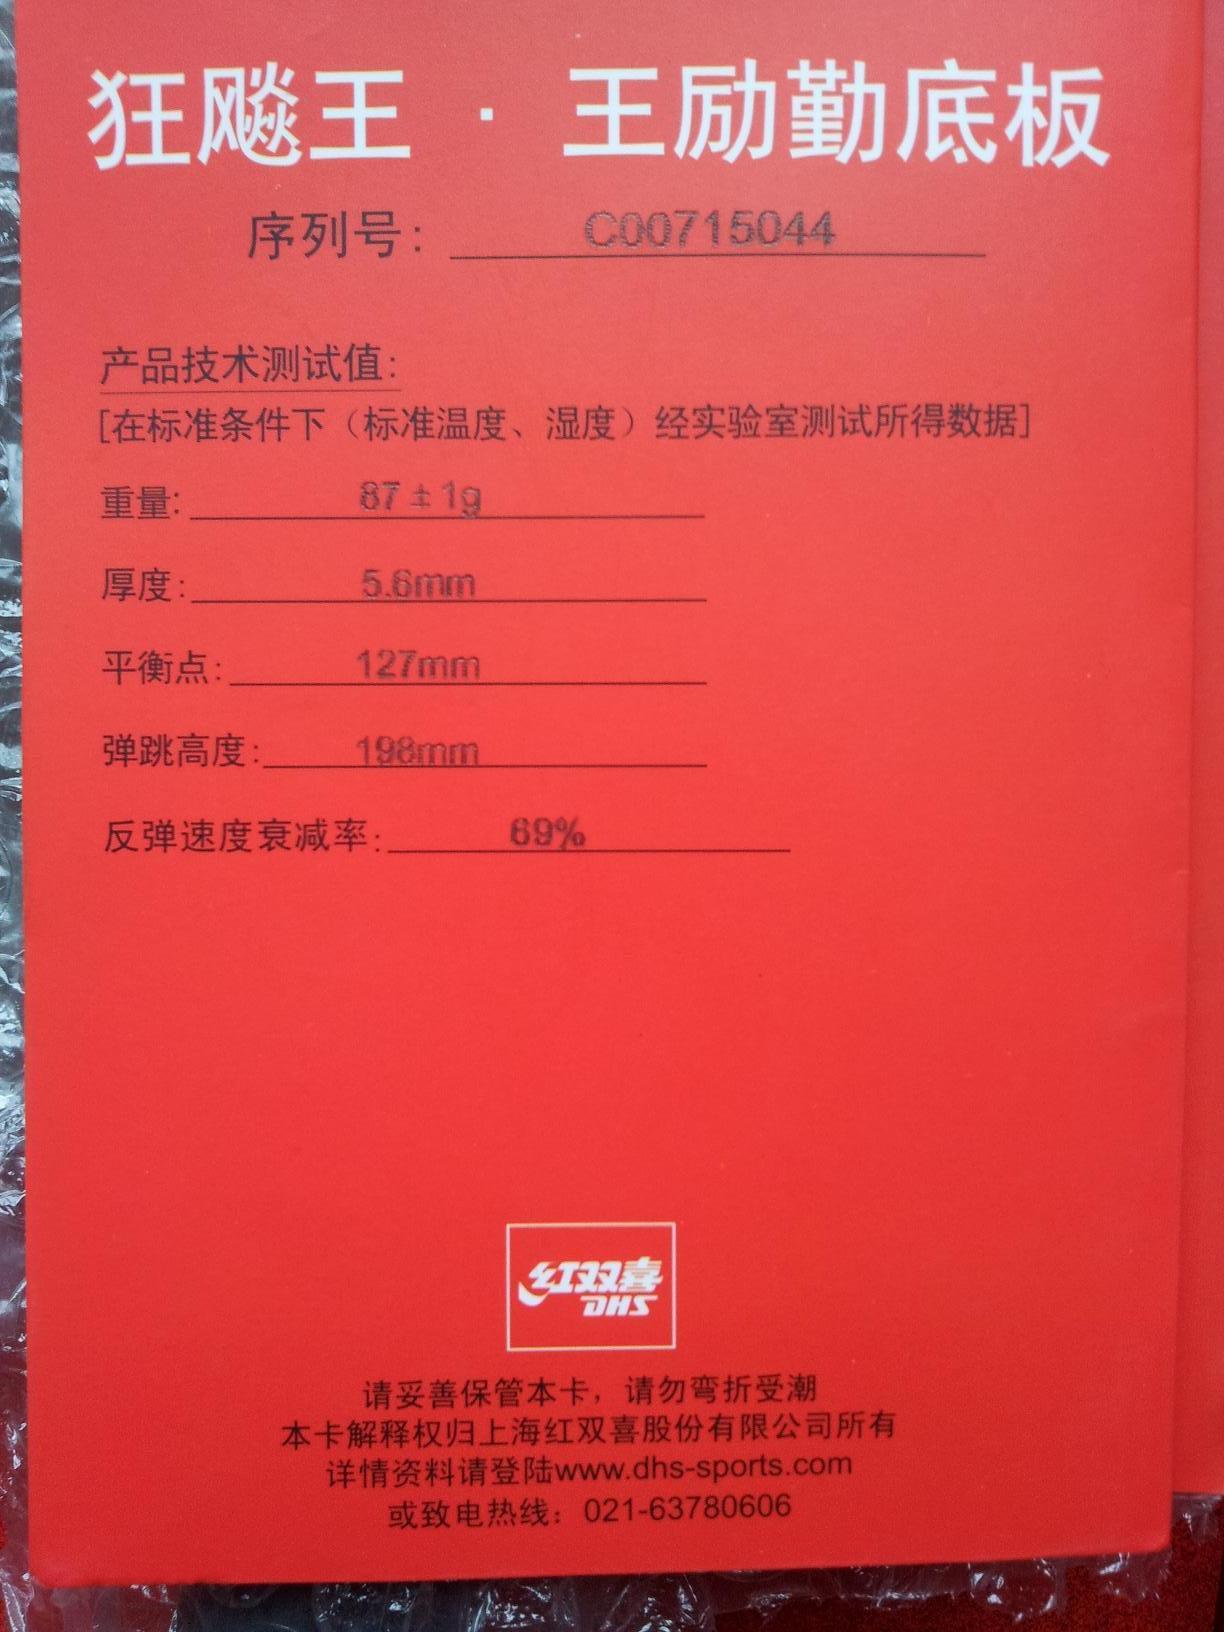 狂飚王 · 王励勤底板
序列号: C00715044
产品技术测试值:
[在标准条件下（标准温度、湿度）经实验室测试所得数据]
重量: 87±1g
厚度: 5.6mm
平衡点: 127mm
弹跳高度: 198mm
反弹速度衰减率: 69%
红双喜
DHS
请妥善保管本卡，请勿弯折受潮
本卡解释权归上海红双喜股份有限公司所有
详情资料请登陆www.dhs-sports.com
或致电热线：021-63780606